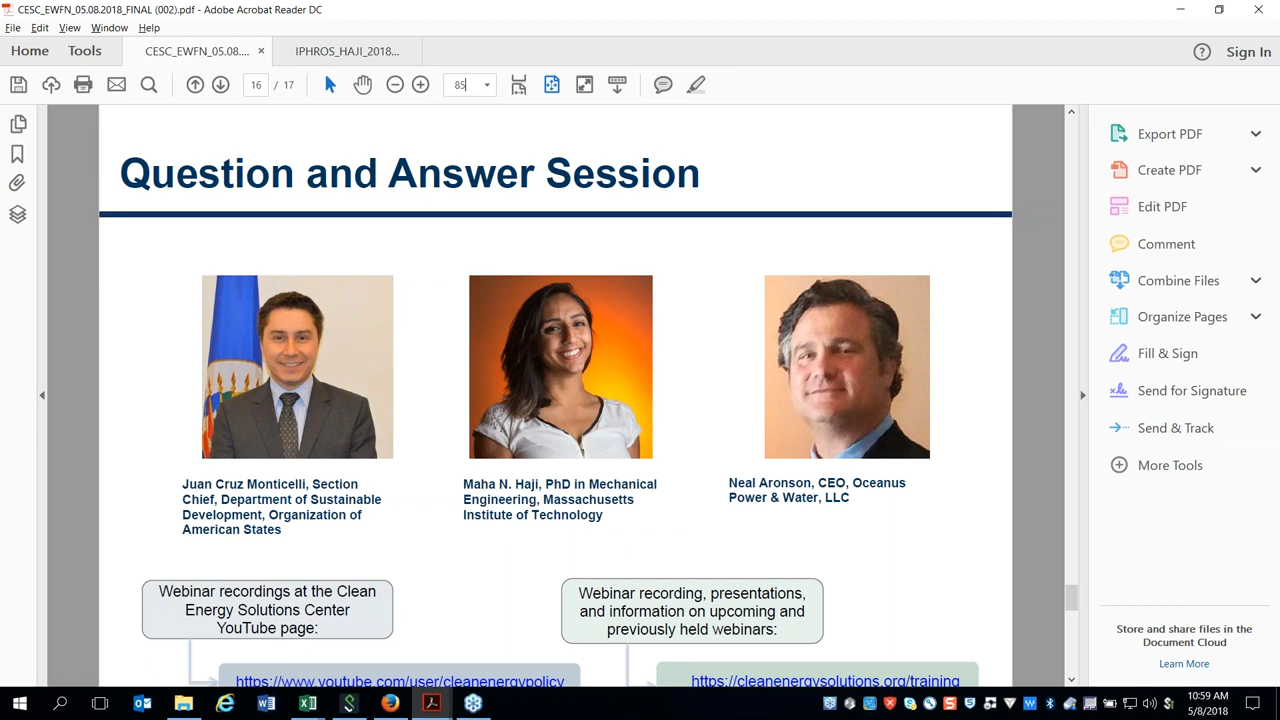 CESC_EWFN_05.08.2018_FINAL (002).pdf - Adobe Acrobat Reader DC
File Edit View Window Help
Home Tools CESC_EWFN_05.08.... × IPHROS_HAJI_2018... Sign In
16 / 17 85
Question and Answer Session
Juan Cruz Monticelli, Section
Chief, Department of Sustainable
Development, Organization of
American States
Maha N. Haji, PhD in Mechanical
Engineering, Massachusetts
Institute of Technology
Neal Aronson, CEO, Oceanus
Power & Water, LLC
Webinar recordings at the Clean
Energy Solutions Center
YouTube page:
https://www.youtube.com/user/cleanenergypolicy
Webinar recording, presentations,
and information on upcoming and
previously held webinars:
https://cleanenergysolutions.org/training
Export PDF
Create PDF
Edit PDF
Comment
Combine Files
Organize Pages
Fill & Sign
Send for Signature
Send & Track
More Tools
Store and share files in the
Document Cloud
Learn More
10:59 AM
5/8/2018